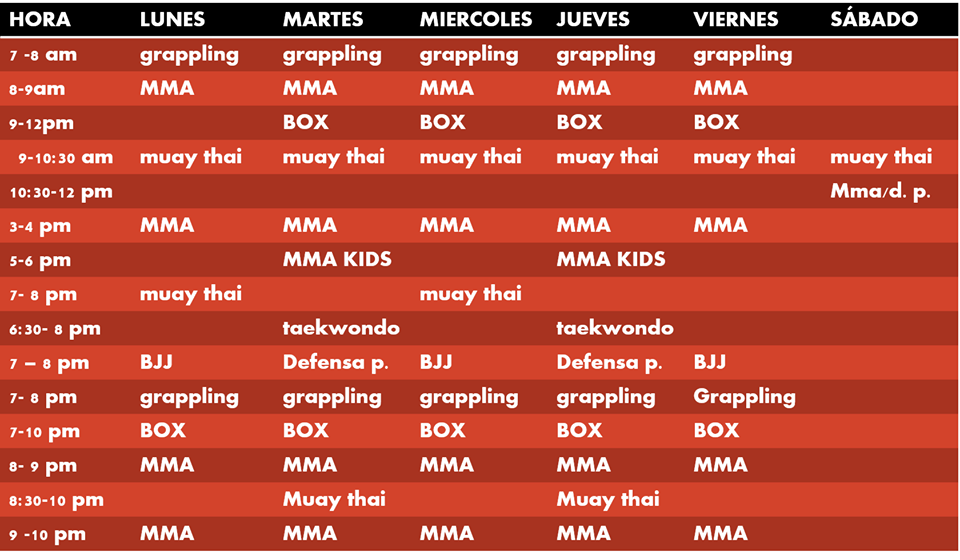 HORA LUNES MARTES MIERCOLES JUEVES VIERNES SÁBADO
7 -8 am grappling grappling grappling grappling grappling
8-9am MMA MMA MMA MMA MMA
9-12pm BOX BOX BOX BOX
9-10:30 am muay thai muay thai muay thai muay thai muay thai muay thai
10:30-12 pm Mma/d. p.
3-4 pm MMA MMA MMA MMA MMA
5-6 pm MMA KIDS MMA KIDS
7- 8 pm muay thai muay thai
6:30- 8 pm taekwondo taekwondo
7 – 8 pm BJJ Defensa p. BJJ Defensa p. BJJ
7- 8 pm grappling grappling grappling grappling Grappling
7-10 pm BOX BOX BOX BOX BOX
8- 9 pm MMA MMA MMA MMA MMA
8:30-10 pm Muay thai Muay thai
9 -10 pm MMA MMA MMA MMA MMA